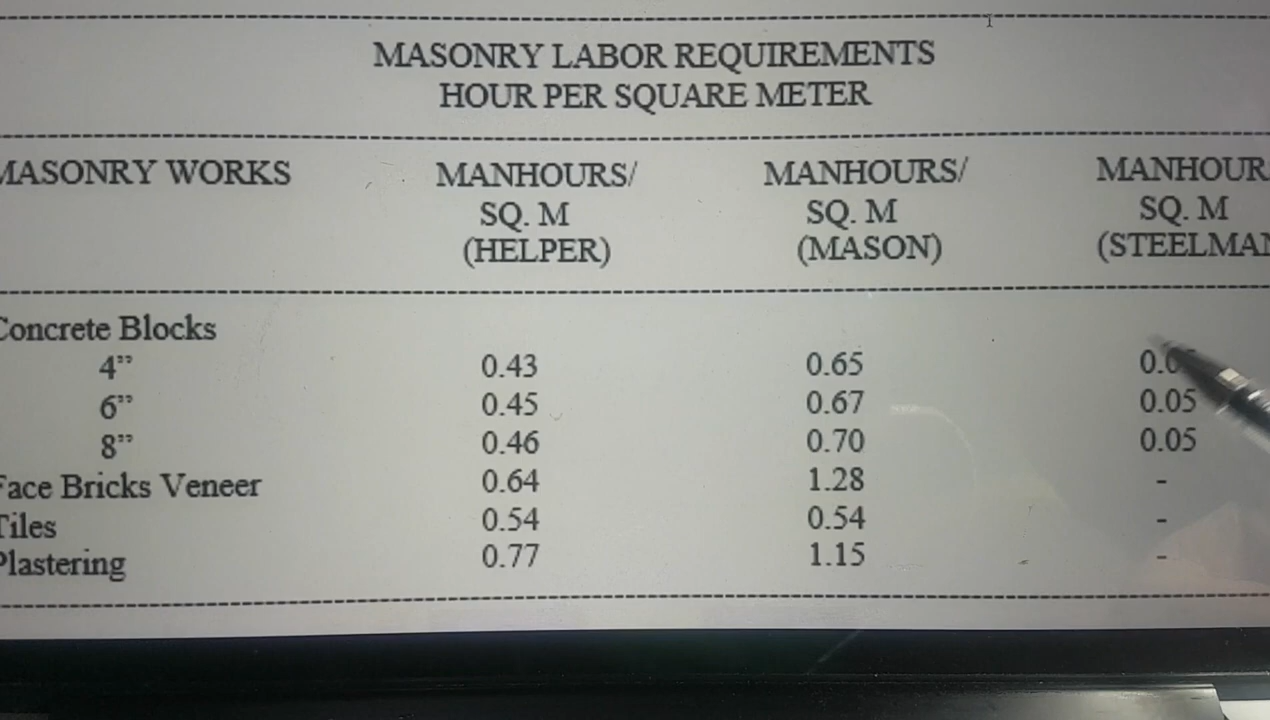 MASONRY LABOR REQUIREMENTS
HOUR PER SQUARE METER
MASONRY WORKS MANHOURS/ MANHOURS/
SQ. M SQ. M SQ. M
(HELPER) (MASON)
Concrete Blocks
4” 0.43 0.65
6” 0.45 0.67 0.05
8” 0.46 0.70 0.05
Face Bricks Veneer 0.64 1.28 -
Tiles 0.54 0.54 -
Plastering 0.77 1.15 -